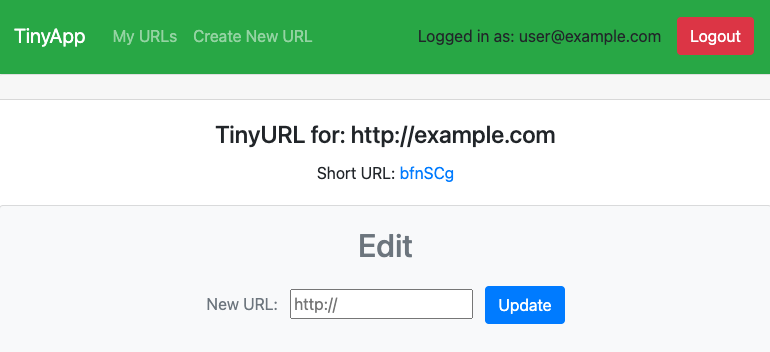 TinyApp My URLs Create New URL Logged in as: user@example.com Logout
TinyURL for: http://example.com
Short URL: bfnSCg
Edit
New URL: http:// Update